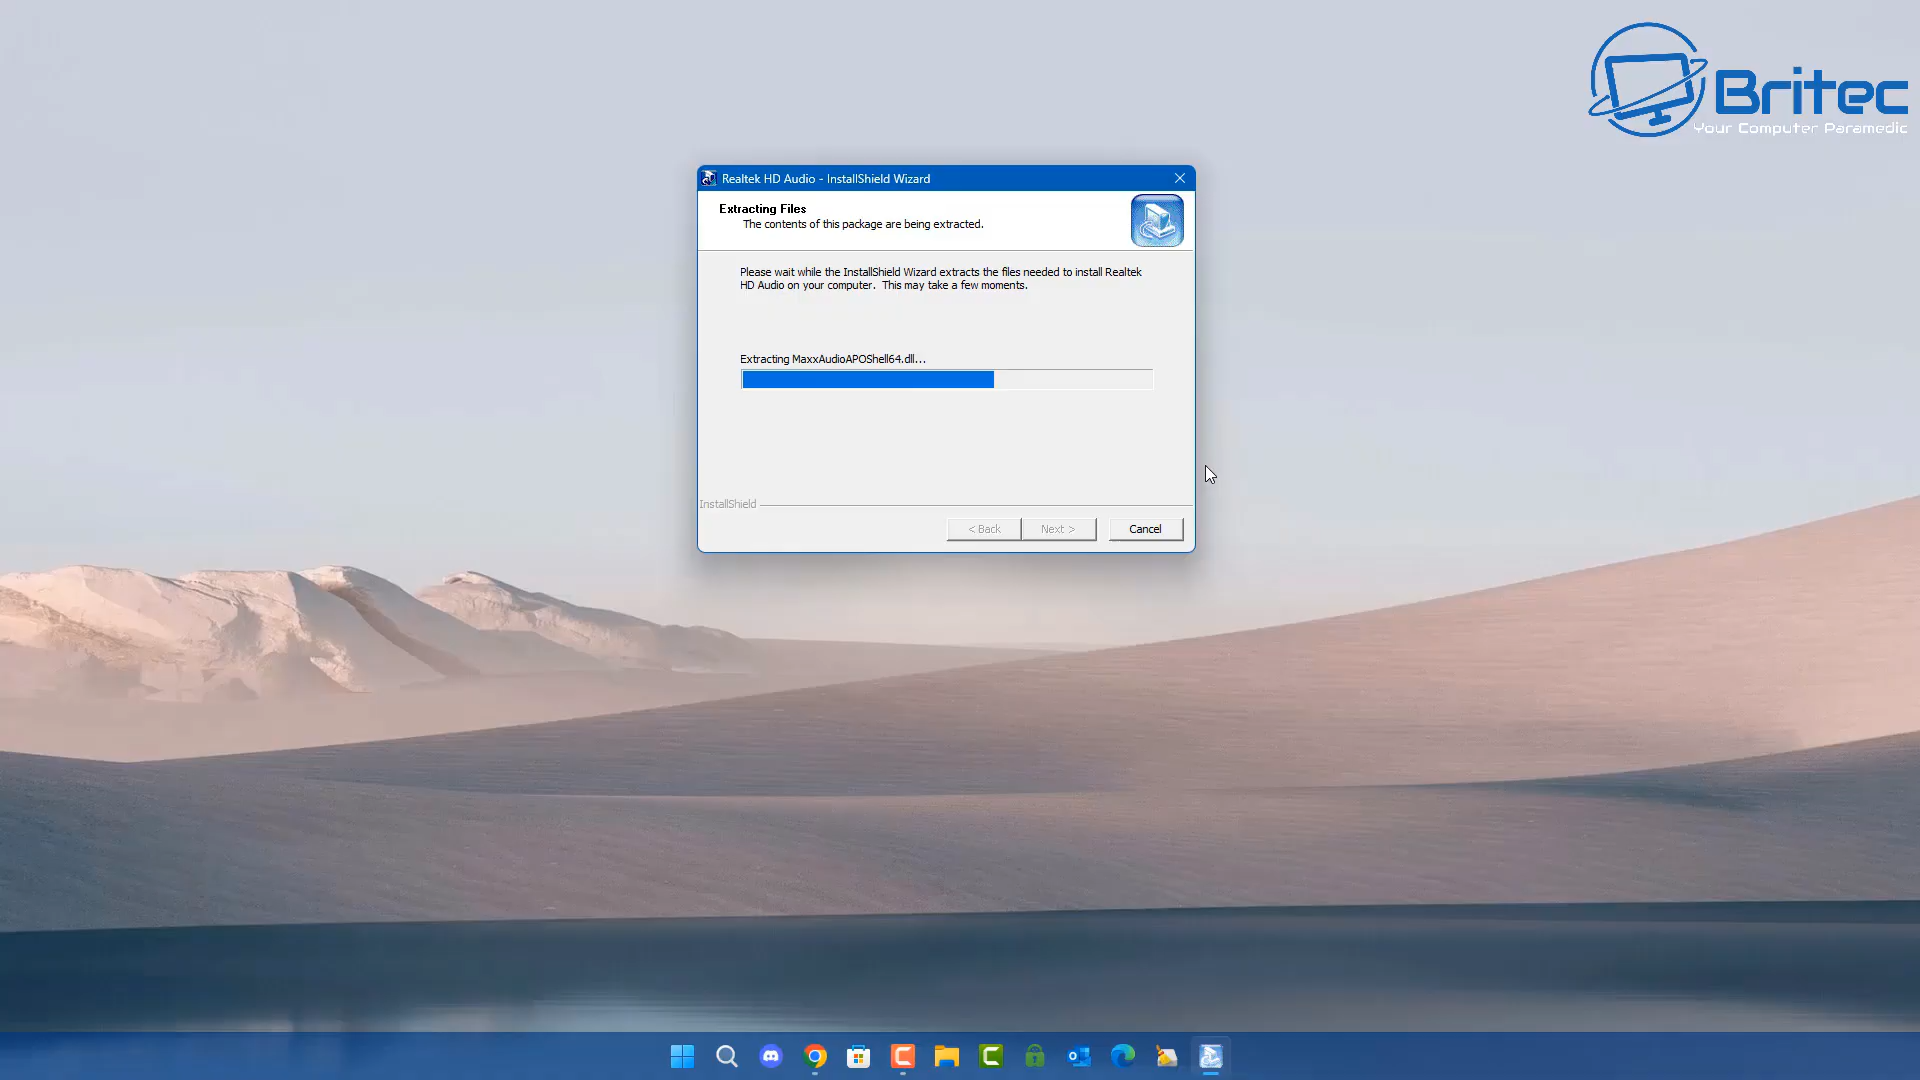 Britec
Your Computer Paramedic
Realtek HD Audio - InstallShield Wizard
Extracting Files
The contents of this package are being extracted.
Please wait while the InstallShield Wizard extracts the files needed to install Realtek
HD Audio on your computer.  This may take a few moments.
Extracting MaxxAudioAPOShell64.dll...
InstallShield
< Back
Next >
Cancel